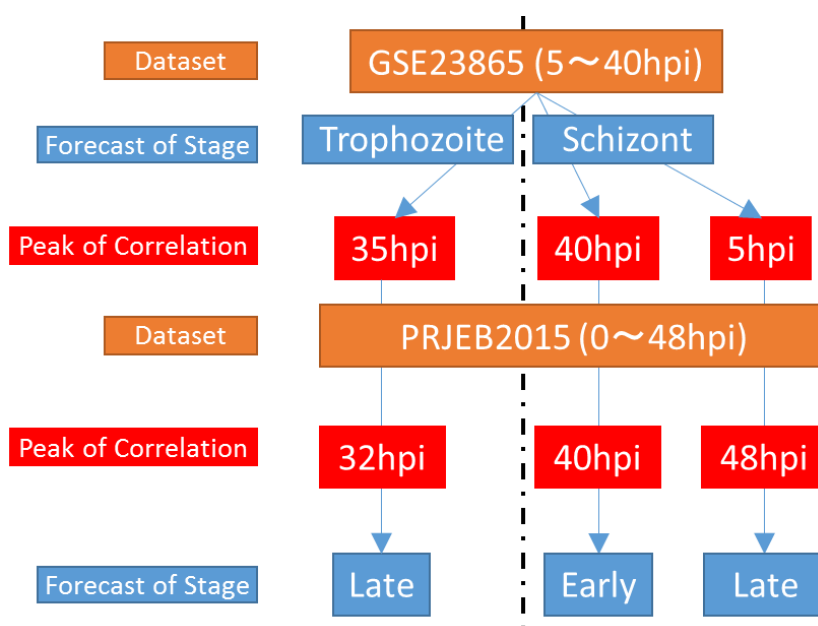 Dataset
GSE23865 (5〜40hpi)
Forecast of Stage
Trophozoite
Schizont
Peak of Correlation
35hpi
40hpi
5hpi
Dataset
PRJEB2015 (0〜48hpi)
Peak of Correlation
32hpi
40hpi
48hpi
Forecast of Stage
Late
Early
Late